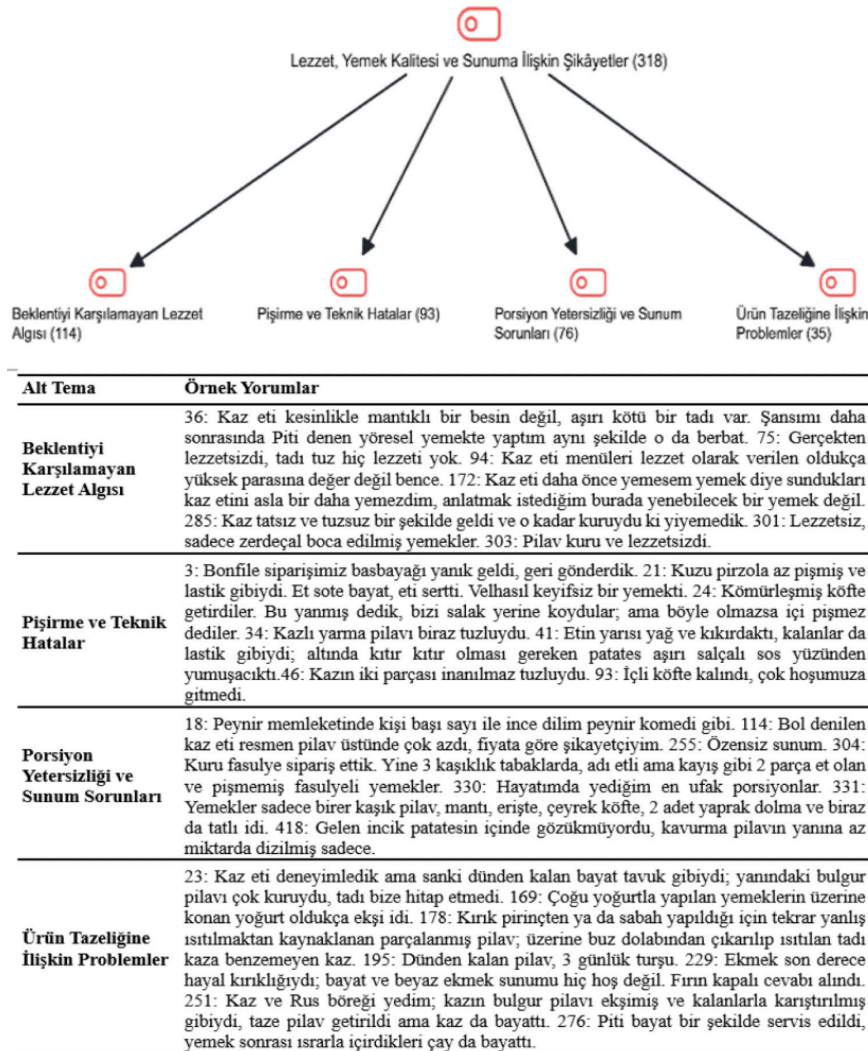 Lezzet, Yemek Kalitesi ve Sunuma İlişkin Şikâyetler (318)
Beklentiyi Karşılamayan Lezzet
Algısı (114)
Pişirme ve Teknik Hatalar (93)
Porsiyon Yetersizliği ve Sunum
Sorunları (76)
Ürün Tazeliğine İlişkin
Problemler (35)
Alt Tema
Örnek Yorumlar
Beklentiyi
Karşılamayan
Lezzet Algısı
36: Kaz eti kesinlikle mantıklı bir besin değil, aşırı kötü bir tadı var. Şansımı daha
sonrasında Piti denen yöresel yemekte yaptım aynı şekilde o da berbat. 75: Gerçekten
lezzetsizdi, tadı tuz hiç lezzeti yok. 94: Kaz eti menüleri lezzet olarak verilen oldukça
yüksek parasına değer değil bence. 172: Kaz eti daha önce yemesem yemek diye sundukları
kaz etini asla bir daha yemezdim, anlatmak istediğim burada yenebilecek bir yemek değil.
285: Kaz tatsız ve tuzsuz bir şekilde geldi ve o kadar kuruydu ki yiyemedik. 301: Lezzetsiz,
sadece zerdeçal boca edilmiş yemekler. 303: Pilav kuru ve lezzetsizdi.
Pişirme ve Teknik
Hatalar
3: Bonfile siparişimiz basbayağı yanık geldi, geri gönderdik. 21: Kuzu pirzola az pişmiş ve
lastik gibiydi. Et sote bayat, eti sertti. Velhasıl keyifsiz bir yemekti. 24: Kömürleşmiş köfte
getirdiler. Bu yanmış dedik, bizi salak yerine koydular; ama böyle olmazsa içi pişmez
dediler. 34: Kazlı yarma pilavı biraz tuzluydu. 41: Etin yarısı yağ ve kıkırdaktı, kalanlar da
lastik gibiydi; altında kıtır kıtır olması gereken patates aşırı salçalı sos yüzünden
yumuşacıktı.46: Kazın iki parçası inanılmaz tuzluydu. 93: İçli köfte kalındı, çok hoşumuza
gitmedi.
Porsiyon
Yetersizliği ve
Sunum Sorunları
18: Peynir memleketinde kişi başı sayı ile ince dilim peynir komedi gibi. 114: Bol denilen
kaz eti resmen pilav üstünde çok azdı, fiyata göre şikayetçiyim. 255: Özensiz sunum. 304:
Kuru fasulye sipariş ettik. Yine 3 kaşıklık tabaklarda, adı etli ama kayış gibi 2 parça et olan
ve pişmemiş fasulyeli yemekler. 330: Hayatımda yediğim en ufak porsiyonlar. 331:
Yemekler sadece birer kaşık pilav, mantı, erişte, çeyrek köfte, 2 adet yaprak dolma ve biraz
da tatlı idi. 418: Gelen incik patatesin içinde gözükmüyordu, kavurma pilavın yanına az
miktarda dizilmiş sadece.
Ürün Tazeliğine
İlişkin Problemler
23: Kaz eti deneyimledik ama sanki dünden kalan bayat tavuk gibiydi; yanındaki bulgur
pilavı çok kuruydu, tadı bize hitap etmedi. 169: Çoğu yoğurtla yapılan yemeklerin üzerine
konan yoğurt oldukça ekşi idi. 178: Kırık pirinçten ya da sabah yapıldığı için tekrar yanlış
ısıtılmaktan kaynaklanan parçalanmış pilav; üzerine buz dolabından çıkarılıp ısıtılan tadı
kaza benzemeyen kaz. 195: Dünden kalan pilav, 3 günlük turşu. 229: Ekmek son derece
hayal kırıklığıydı; bayat ve beyaz ekmek sunumu hiç hoş değil. Fırın kapalı cevabı alındı.
251: Kaz ve Rus böreği yedim; kazın bulgur pilavı ekşimiş ve kalanlarla karıştırılmış
gibiydi, taze pilav getirildi ama kaz da bayattı. 276: Piti bayat bir şekilde servis edildi,
yemek sonrası ısrarla içirdikleri çay da bayattı.